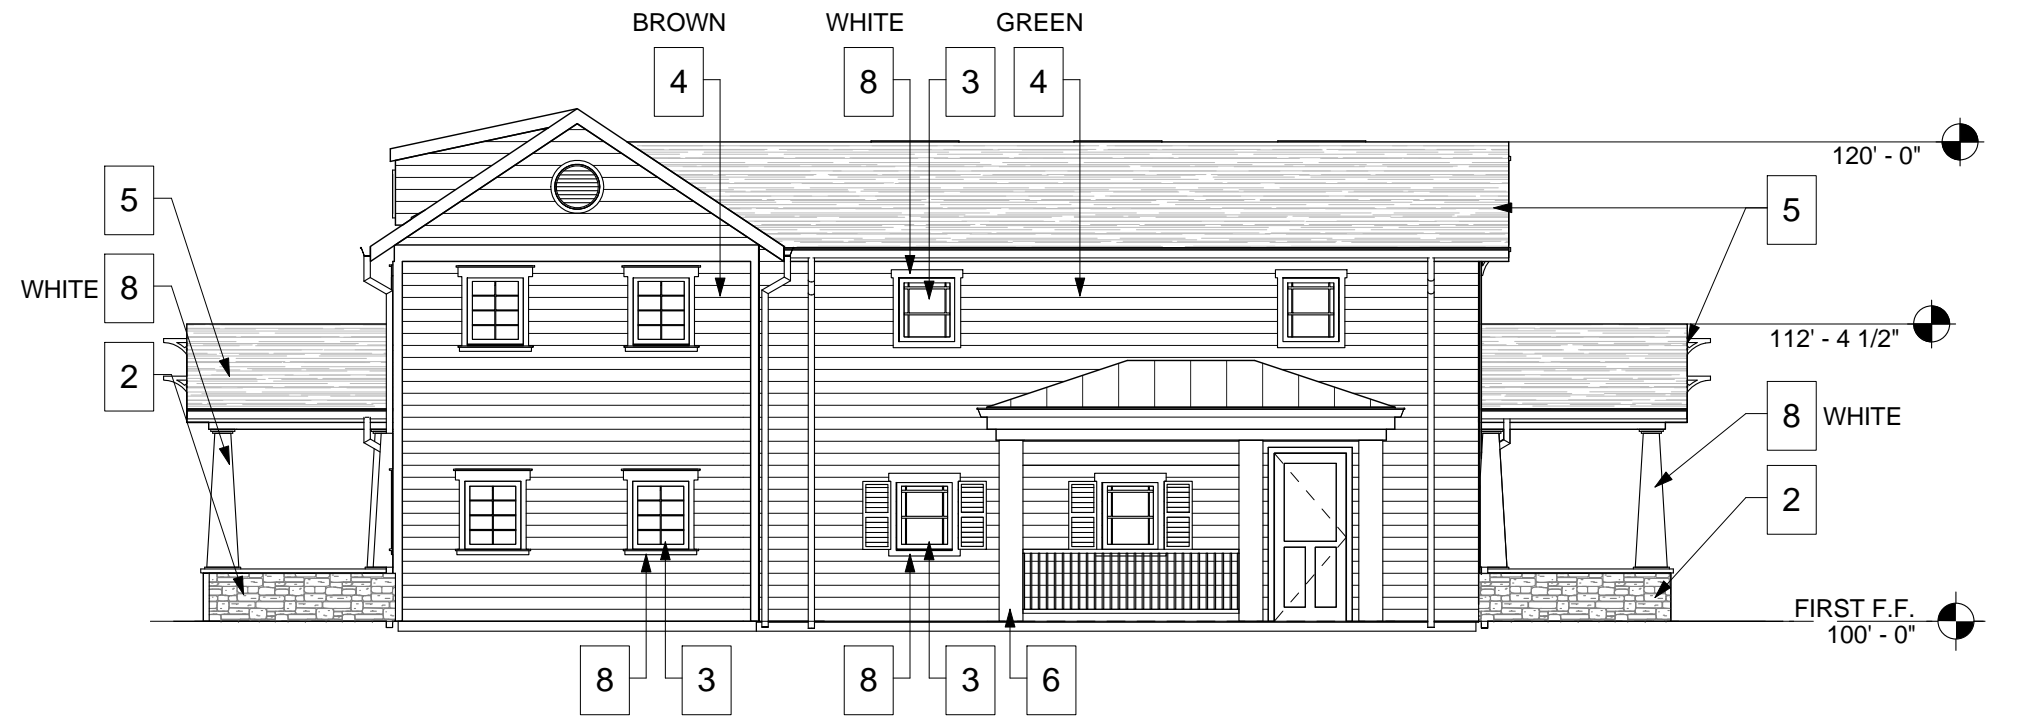 BROWN WHITE GREEN
4 8 3 4
120' - 0"
5 5
WHITE 8
112' - 4 1/2"
2
8 WHITE
2
FIRST F.F.
100' - 0"
8 3 8 3 6